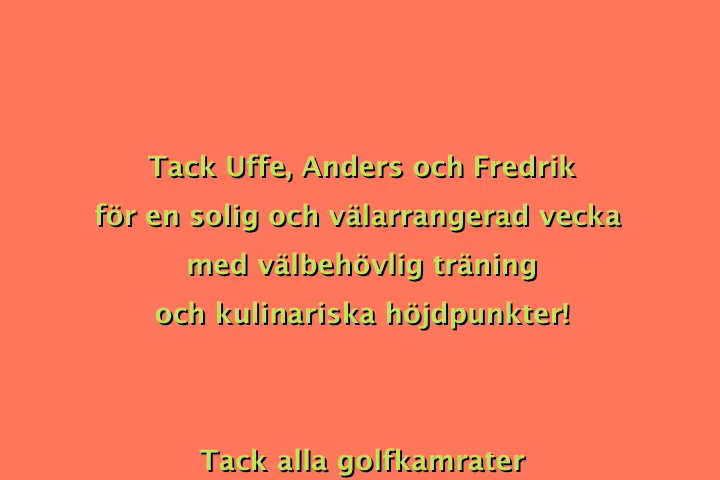 Tack Uffe, Anders och Fredrik
för en solig och välarrangerad vecka
med välbehövlig träning
och kulinariska höjdpunkter!
Tack alla golfkamrater